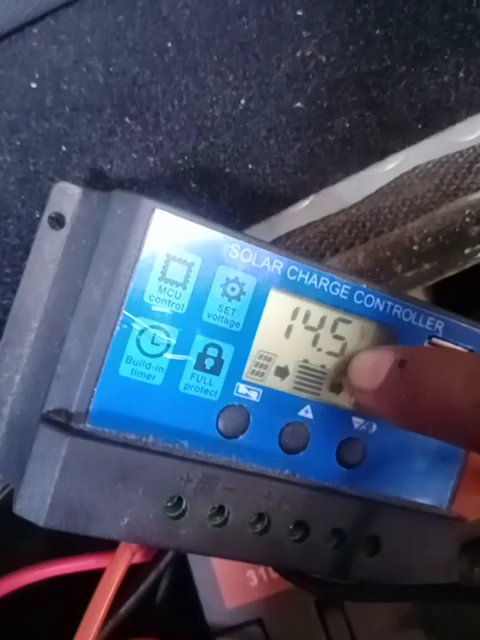 SOLAR CHARGE CONTROLLER
MCU
control
SET
voltage
Build-in
timer
FULL
protect
14.5